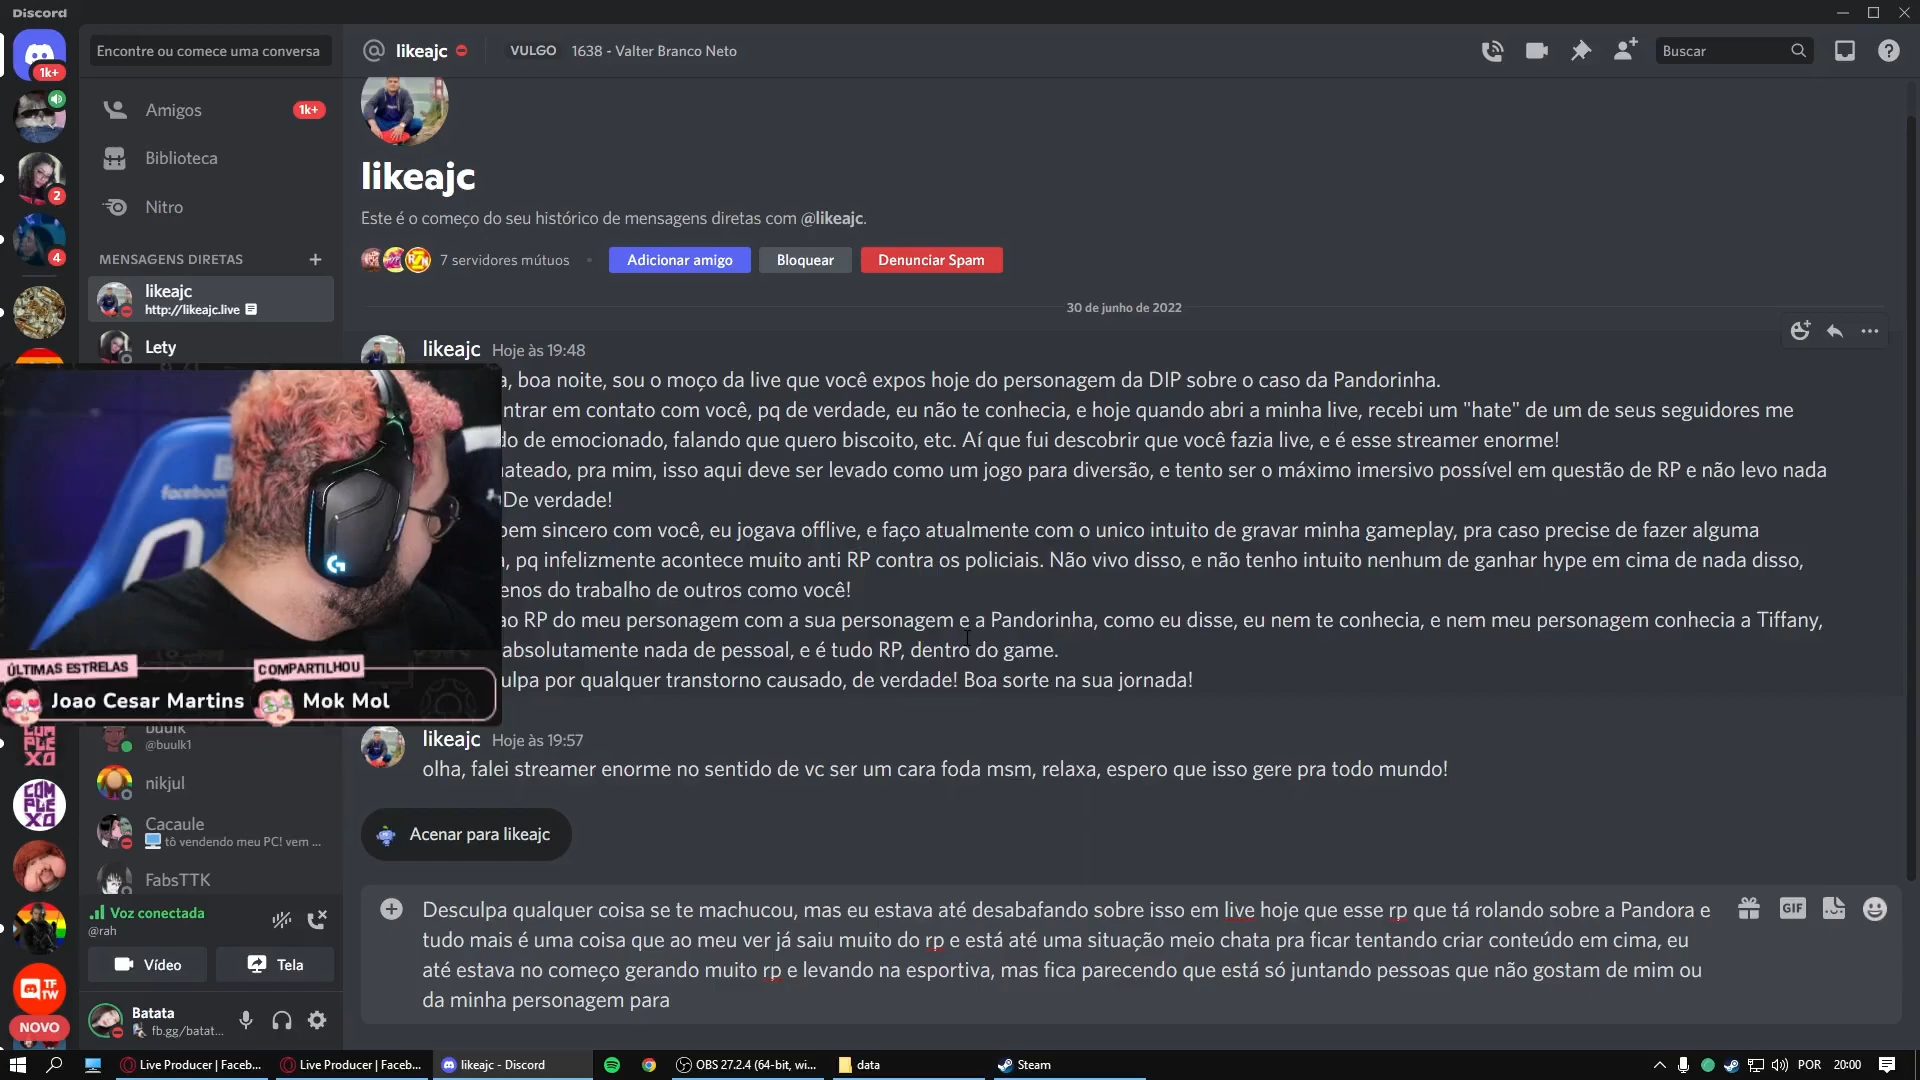 Discord
Encontre ou comece uma conversa
likeajc
VULGO
1638 - Valter Branco Neto
Buscar
1k+
Amigos
1k+
Biblioteca
Nitro
2
4
MENSAGENS DIRETAS
likeajc
http://likeajc.live
Lety
likeajc
Este é o começo do seu histórico de mensagens diretas com @likeajc.
7 servidores mútuos
Adicionar amigo
Bloquear
Denunciar Spam
30 de junho de 2022
likeajc Hoje às 19:48
boa noite, sou o moço da live que você expos hoje do personagem da DIP sobre o caso da Pandorinha.
em contato com você, pq de verdade, eu não te conhecia, e hoje quando abri a minha live, recebi um "hate" de um de seus seguidores me
de emocionado, falando que quero biscoito, etc. Aí que fui descobrir que você fazia live, e é esse streamer enorme!
pra mim, isso aqui deve ser levado como um jogo para diversão, e tento ser o máximo imersivo possível em questão de RP e não levo nada
De verdade!
bem sincero com você, eu jogava offlive, e faço atualmente com o unico intuito de gravar minha gameplay, pra caso precise de fazer alguma
pq infelizmente acontece muito anti RP contra os policiais. Não vivo disso, e não tenho intuito nenhum de ganhar hype em cima de nada disso,
do trabalho de outros como você!
ao RP do meu personagem com a sua personagem e a Pandorinha, como eu disse, eu nem te conhecia, e nem meu personagem conhecia a Tiffany,
absolutamente nada de pessoal, e é tudo RP, dentro do game.
por qualquer transtorno causado, de verdade! Boa sorte na sua jornada!
facebook
ÚLTIMAS ESTRELAS
COMPARTILHOU
Joao Cesar Martins
Mok Mol
likeajc Hoje às 19:57
olha, falei streamer enorme no sentido de vc ser um cara foda msm, relaxa, espero que isso gere pra todo mundo!
Acenar para likeajc
buulk
@buulk1
nikjul
Cacaule
tô vendendo meu PC! vem ...
FabsTTK
COM
PLE
XO
Voz conectada
@rah
Vídeo
Tela
TF
TW
NOVO
Batata
fb.gg/batat...
Desculpa qualquer coisa se te machucou, mas eu estava até desabafando sobre isso em live hoje que esse rp que tá rolando sobre a Pandora e
tudo mais é uma coisa que ao meu ver já saiu muito do rp e está até uma situação meio chata pra ficar tentando criar conteúdo em cima, eu
até estava no começo gerando muito rp e levando na esportiva, mas fica parecendo que está só juntando pessoas que não gostam de mim ou
da minha personagem para
GIF
Live Producer | Faceb...
Live Producer | Faceb...
likeajc - Discord
OBS 27.2.4 (64-bit, wi...
data
Steam
POR
20:00